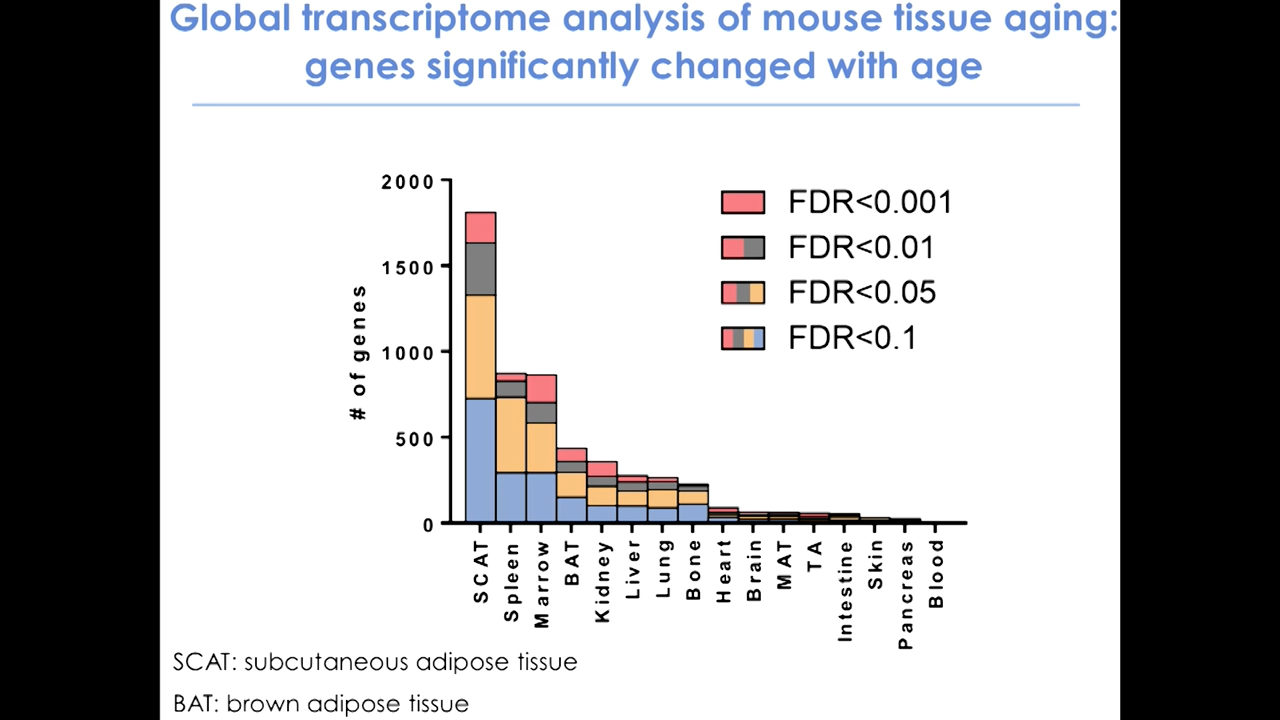 Global transcriptome analysis of mouse tissue aging:
genes significantly changed with age
2000
1500
1000
500
0
# of genes
FDR<0.001
FDR<0.01
FDR<0.05
FDR<0.1
SCAT
Spleen
Marrow
BAT
Kidney
Liver
Lung
Bone
Heart
Brain
MAT
TA
Intestine
Skin
Pancreas
Blood
SCAT: subcutaneous adipose tissue
BAT: brown adipose tissue